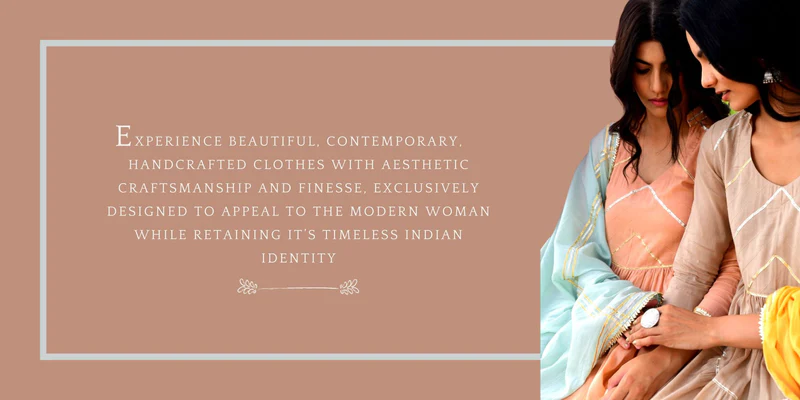 EXPERIENCE BEAUTIFUL, CONTEMPORARY,
HANDCRAFTED CLOTHES WITH AESTHETIC
CRAFTSMANSHIP AND FINESSE, EXCLUSIVELY
DESIGNED TO APPEAL TO THE MODERN WOMAN
WHILE RETAINING IT'S TIMELESS INDIAN
IDENTITY